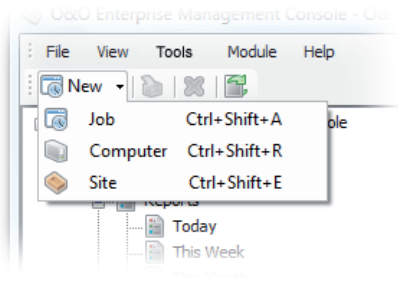 O&O Enterprise Management Console - O&O
File View Tools Module Help
New
Job Ctrl+Shift+A
Computer Ctrl+Shift+R
Site Ctrl+Shift+E
Reports
Today
This Week